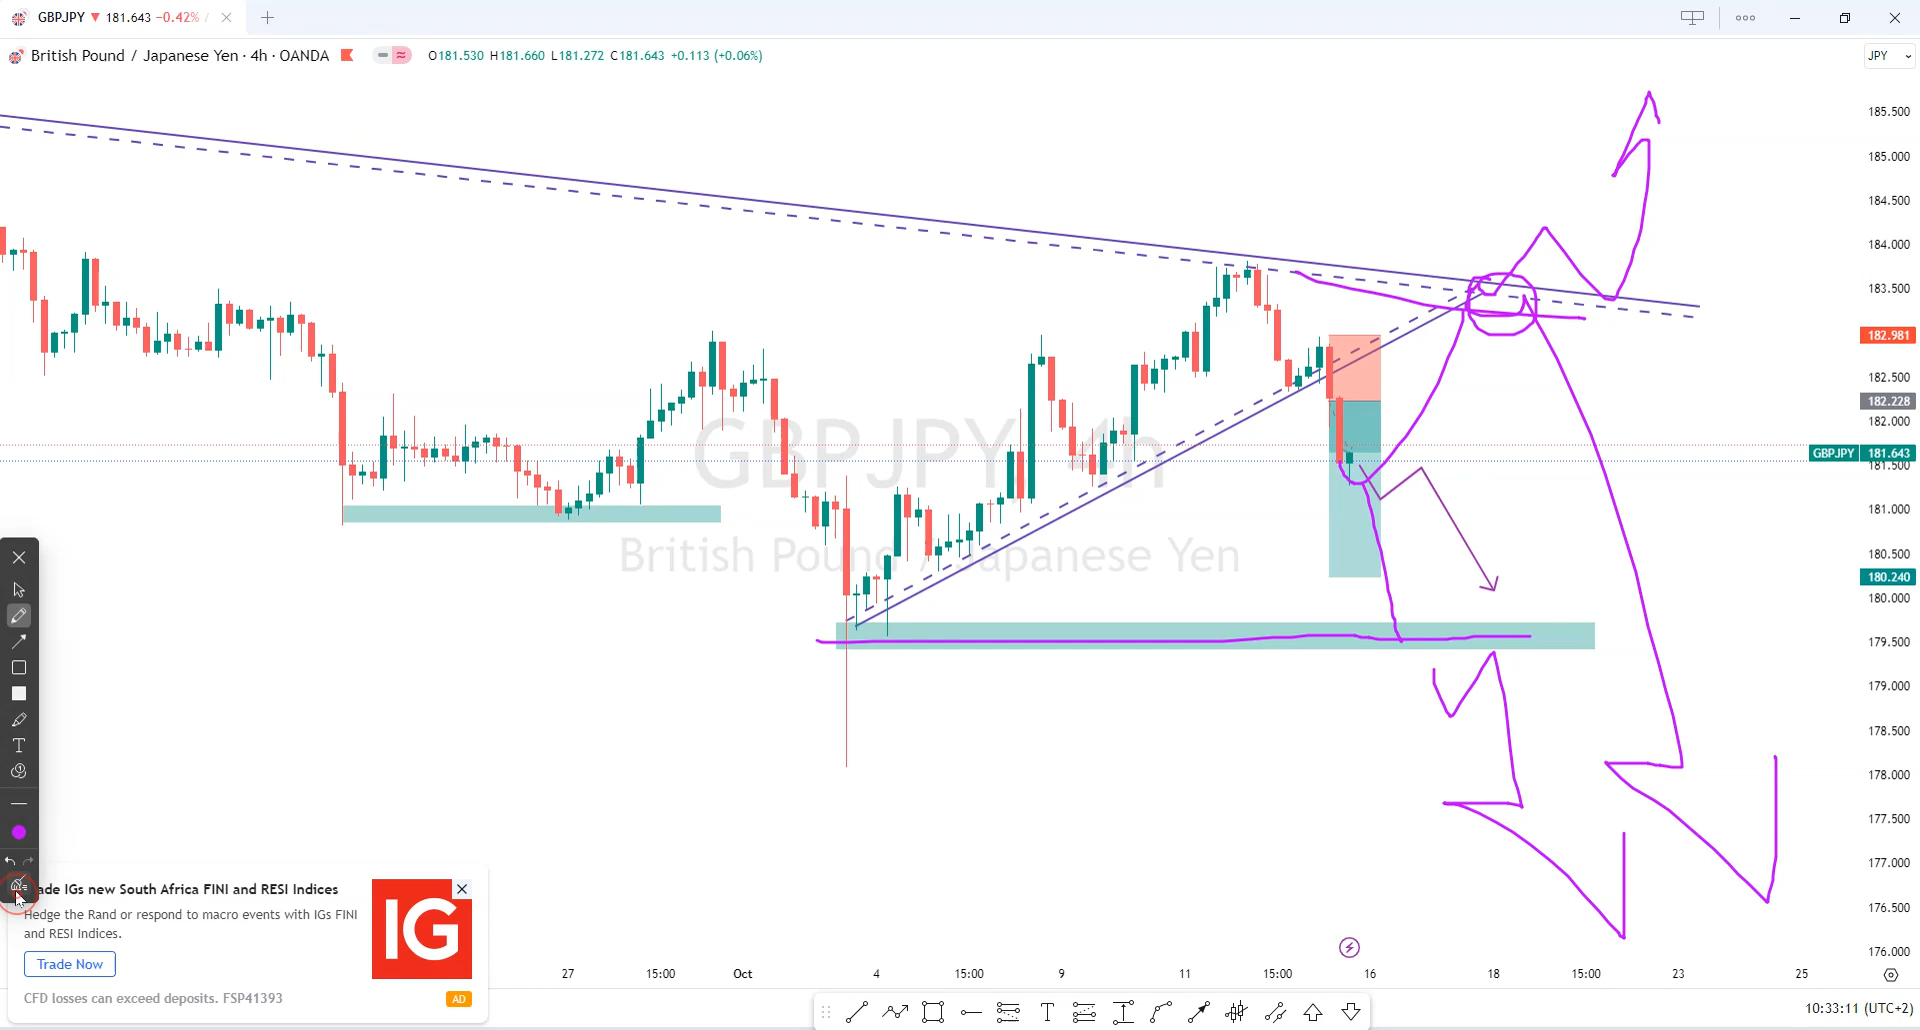 GBPJPY ▼ 181.643 −0.42% /
British Pound / Japanese Yen · 4h · OANDA
O181.530 H181.660 L181.272 C181.643 +0.113 (+0.06%)
JPY
185.500
185.000
184.500
184.000
183.500
182.981
182.500
182.228
182.000
GBPJPY 181.643
181.500
181.000
180.500
180.240
180.000
179.500
179.000
178.500
178.000
177.500
177.000
176.500
176.000
GBPJPY, 4h
British Pound / Japanese Yen
ade IGs new South Africa FINI and RESI Indices
Hedge the Rand or respond to macro events with IGs FINI
and RESI Indices.
Trade Now
CFD losses can exceed deposits. FSP41393
AD
IG
27 15:00 Oct 4 15:00 9 11 15:00 16 18 15:00 23 25
10:33:11 (UTC+2)